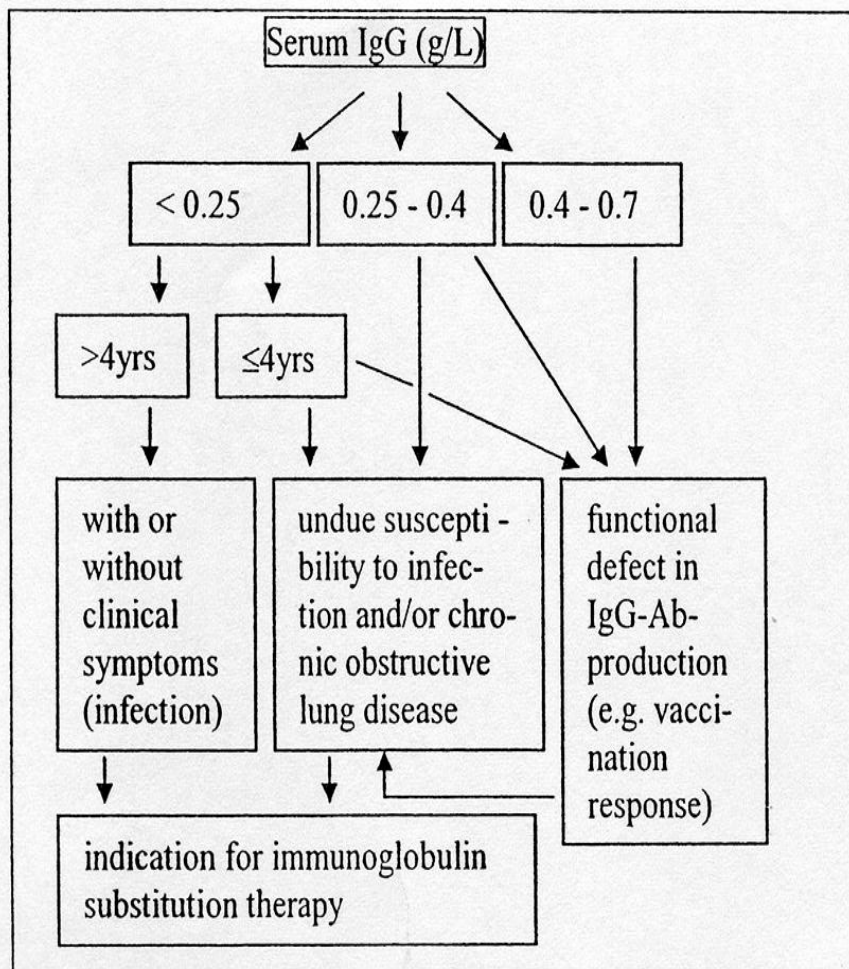 Serum IgG (g/L)
< 0.25
0.25 - 0.4
0.4 - 0.7
>4yrs
≤4yrs
with or
without
clinical
symptoms
(infection)
undue suscepti -
bility to infec-
tion and/or chro-
nic obstructive
lung disease
functional
defect in
IgG-Ab-
production
(e.g. vacci-
nation
response)
indication for immunoglobulin
substitution therapy